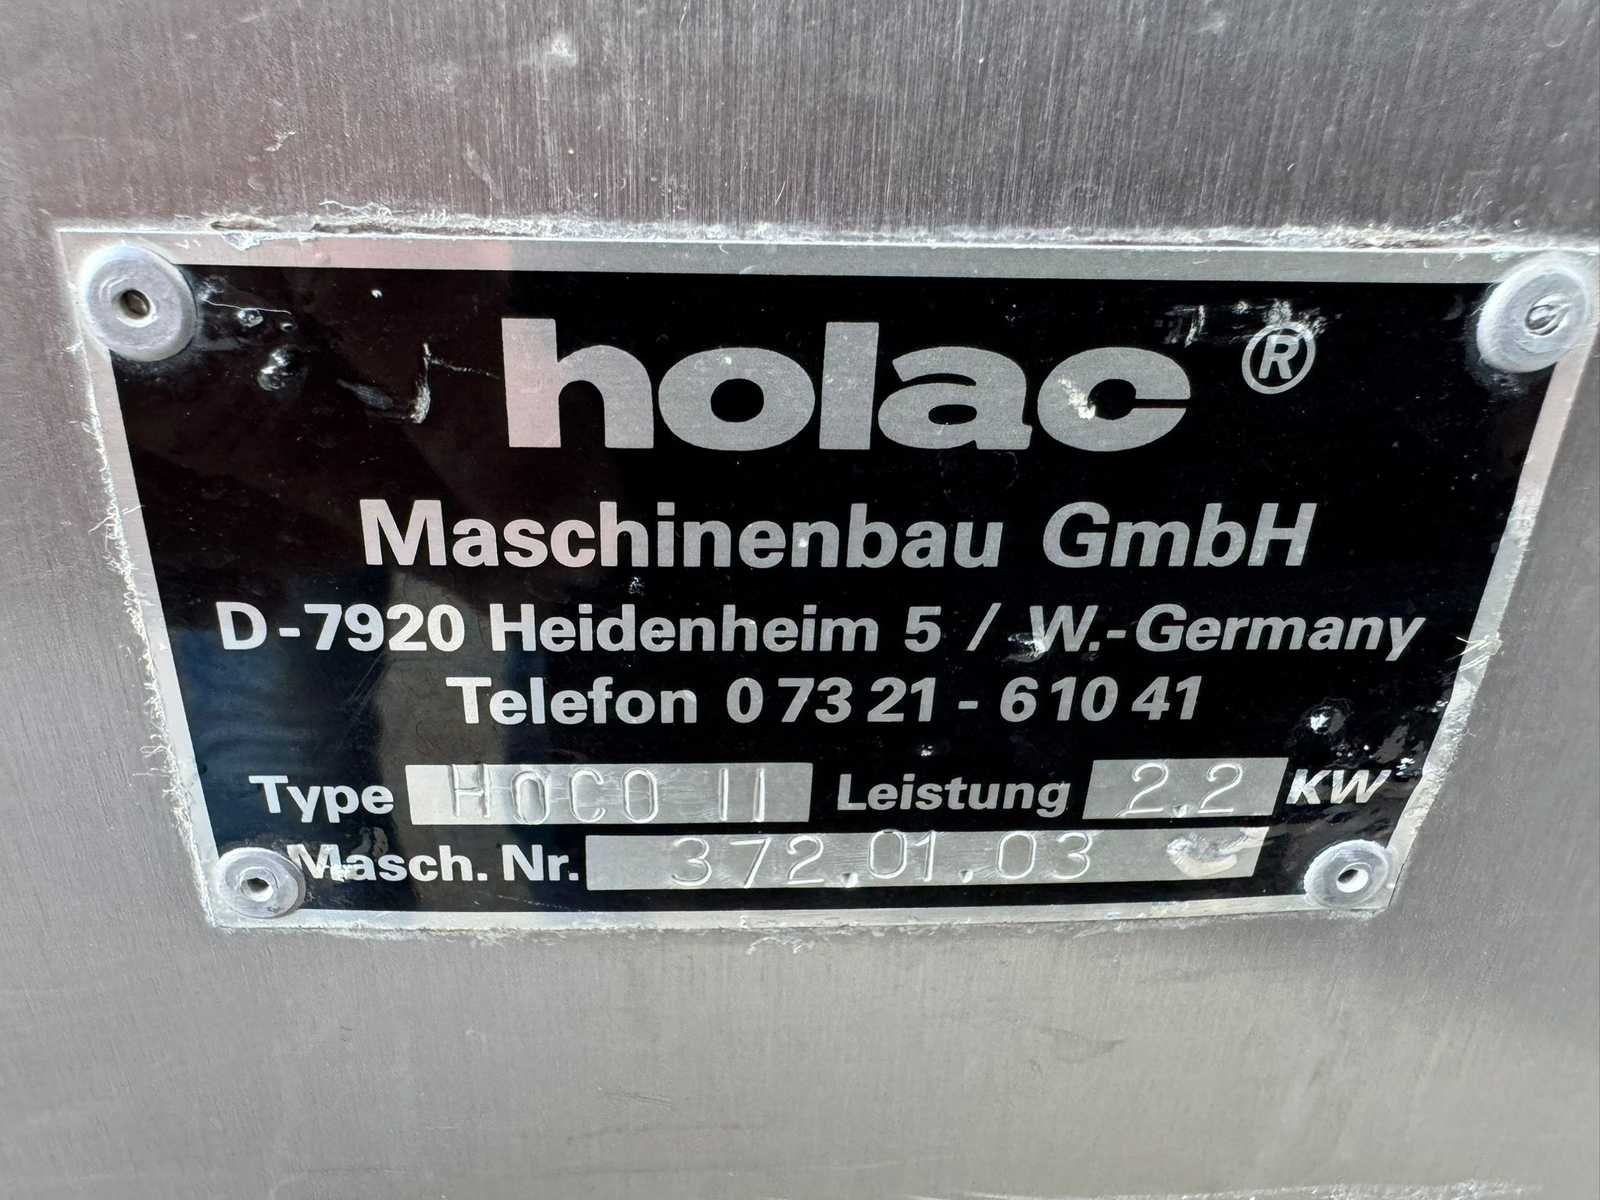 holac ®
Maschinenbau GmbH
D-7920 Heidenheim 5 / W.-Germany
Telefon 0 73 21 - 6 10 41
Type HOCO II Leistung 2.2 KW
Masch. Nr. 372.01.03